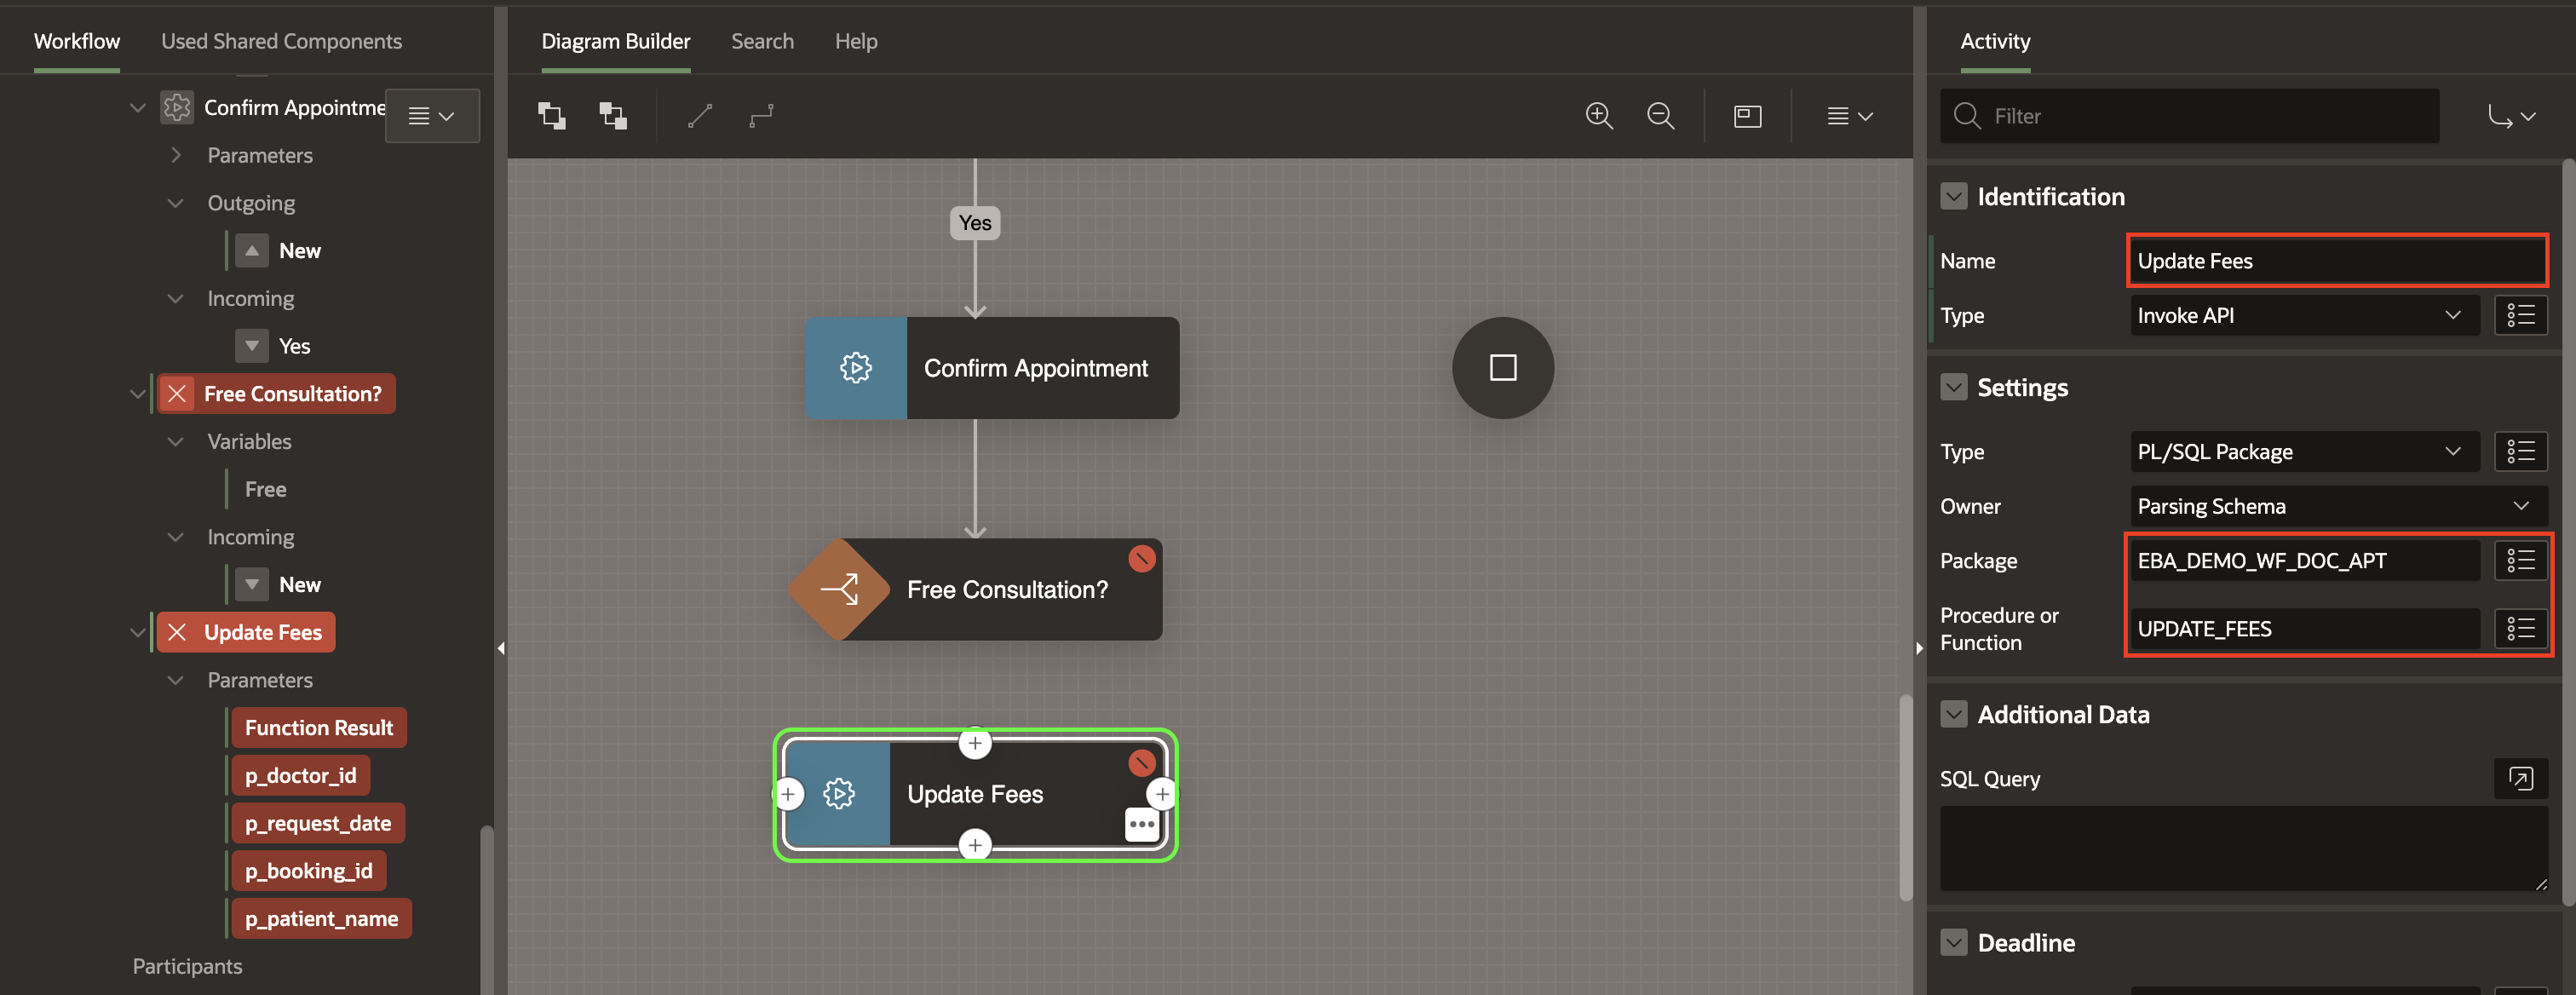 Workflow
Used Shared Components
Confirm Appointme
Parameters
Outgoing
New
Incoming
Yes
Free Consultation?
Variables
Free
Incoming
New
Update Fees
Parameters
Function Result
p_doctor_id
p_request_date
p_booking_id
p_patient_name
Participants
Diagram Builder
Search
Help
Yes
Confirm Appointment
Free Consultation?
Update Fees
Activity
Filter
Identification
Name
Update Fees
Type
Invoke API
Settings
Type
PL/SQL Package
Owner
Parsing Schema
Package
EBA_DEMO_WF_DOC_APT
Procedure or
Function
UPDATE_FEES
Additional Data
SQL Query
Deadline